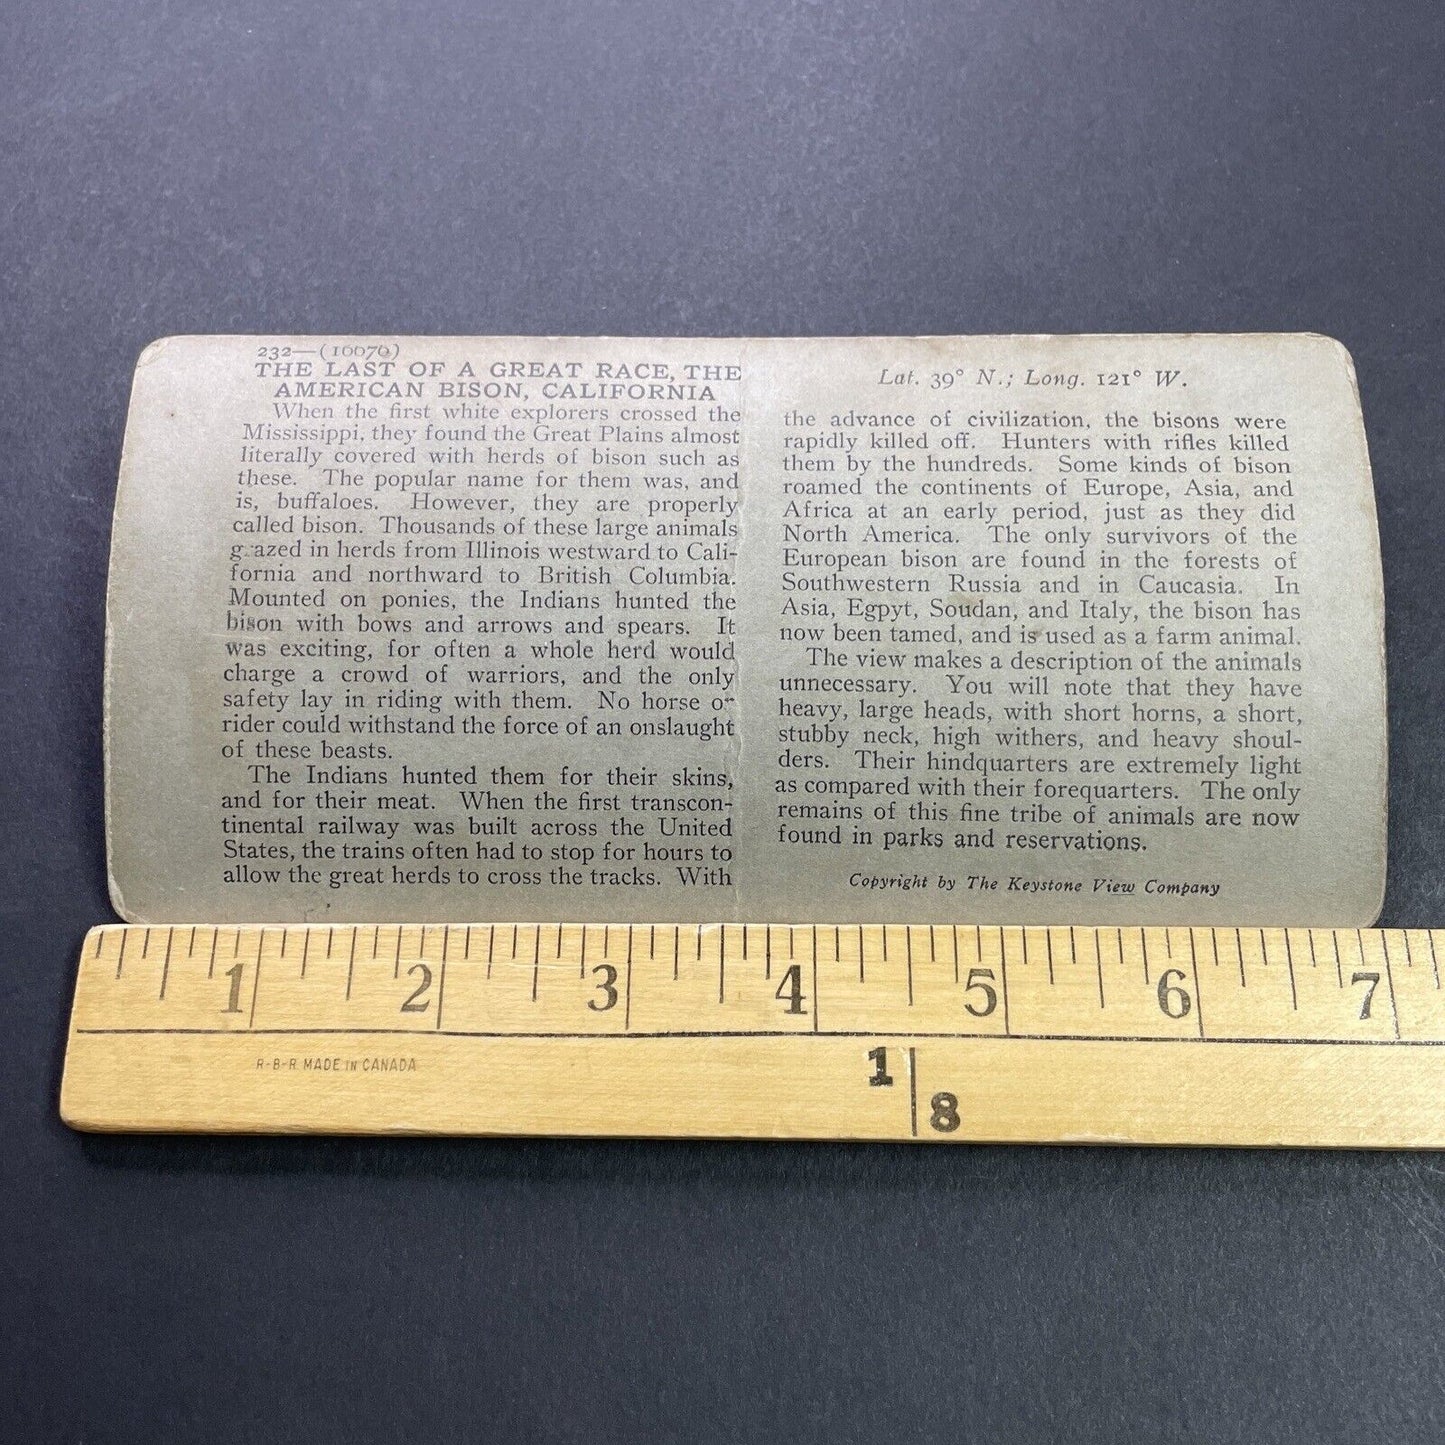 232—(10070)
THE LAST OF A GREAT RACE, THE
AMERICAN BISON, CALIFORNIA
When the first white explorers crossed the
Mississippi, they found the Great Plains almost
literally covered with herds of bison such as
these. The popular name for them was, and
is, buffaloes. However, they are properly
called bison. Thousands of these large animals
grazed in herds from Illinois westward to Cali-
fornia and northward to British Columbia.
Mounted on ponies, the Indians hunted the
bison with bows and arrows and spears. It
was exciting, for often a whole herd would
charge a crowd of warriors, and the only
safety lay in riding with them. No horse or
rider could withstand the force of an onslaught
of these beasts.
The Indians hunted them for their skins,
and for their meat. When the first transcon-
tinental railway was built across the United
States, the trains often had to stop for hours to
allow the great herds to cross the tracks. With
Lat. 39° N.; Long. 121° W.
the advance of civilization, the bisons were
rapidly killed off. Hunters with rifles killed
them by the hundreds. Some kinds of bison
roamed the continents of Europe, Asia, and
Africa at an early period, just as they did
North America. The only survivors of the
European bison are found in the forests of
Southwestern Russia and in Caucasia. In
Asia, Egpyt, Soudan, and Italy, the bison has
now been tamed, and is used as a farm animal.
The view makes a description of the animals
unnecessary. You will note that they have
heavy, large heads, with short horns, a short,
stubby neck, high withers, and heavy shoul-
ders. Their hindquarters are extremely light
as compared with their forequarters. The only
remains of this fine tribe of animals are now
found in parks and reservations.
Copyright by The Keystone View Company
1 2 3 4 5 6 7
R-B-R MADE IN CANADA
1 8